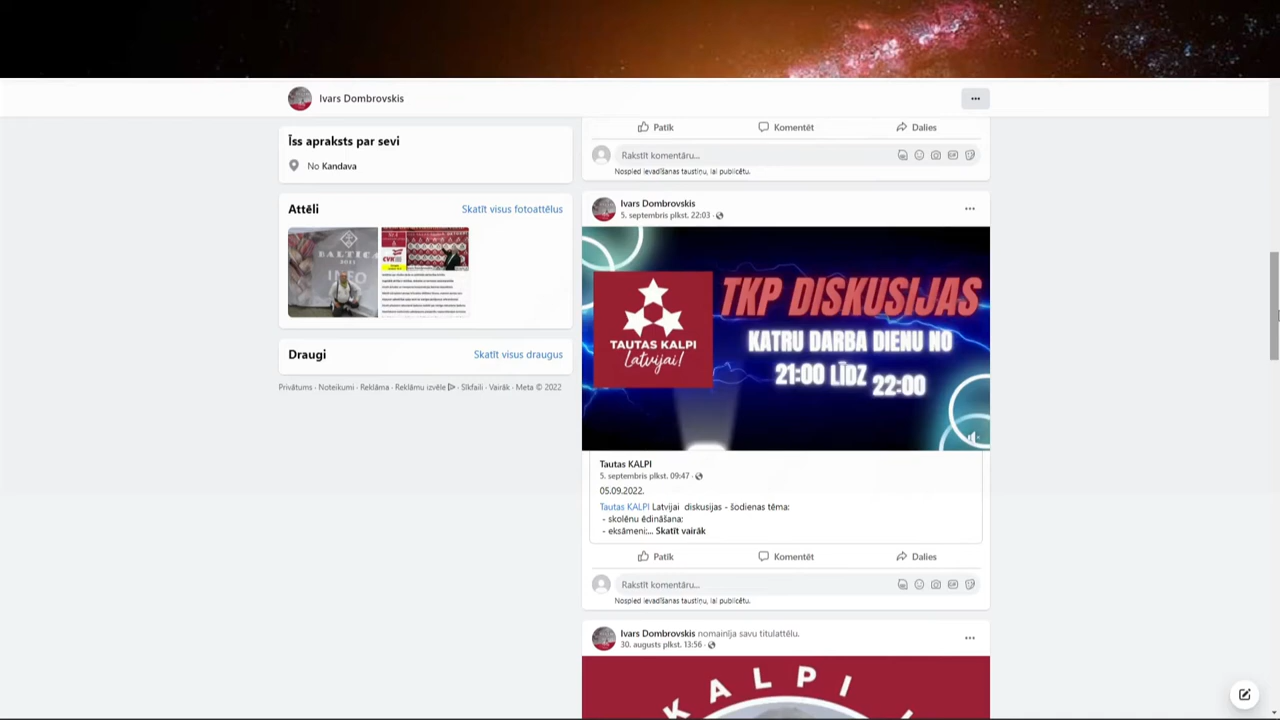 Ivars Dombrovskis
Īss apraksts par sevi
No Kandava
Attēli
Skatīt visus fotoattēlus
BALTICA
INFO
Draugi
Skatīt visus draugus
Privātums · Noteikumi · Reklāma · Reklāmu izvēle · Sīkfaili · Vairāk · Meta © 2022
Patīk Komentēt Dalies
Rakstīt komentāru...
Nospied ievadīšanas taustiņu, lai publicētu.
Ivars Dombrovskis
5. septembris plkst. 22:03 ·
TAUTAS KALPI
Latvijai!
TKP DISKUSIJAS
KATRU DARBA DIENU NO
21:00 LĪDZ 22:00
Tautas KALPI
5. septembris plkst. 09:47 ·
05.09.2022.
Tautas KALPI Latvijai diskusijas - šodienas tēma:
- skolēnu ēdināšana;
- eksāmeni;... Skatīt vairāk
Patīk Komentēt Dalies
Rakstīt komentāru...
Nospied ievadīšanas taustiņu, lai publicētu.
Ivars Dombrovskis nomainīja savu titulattēlu.
30. augusts plkst. 13:56 ·
KALPI